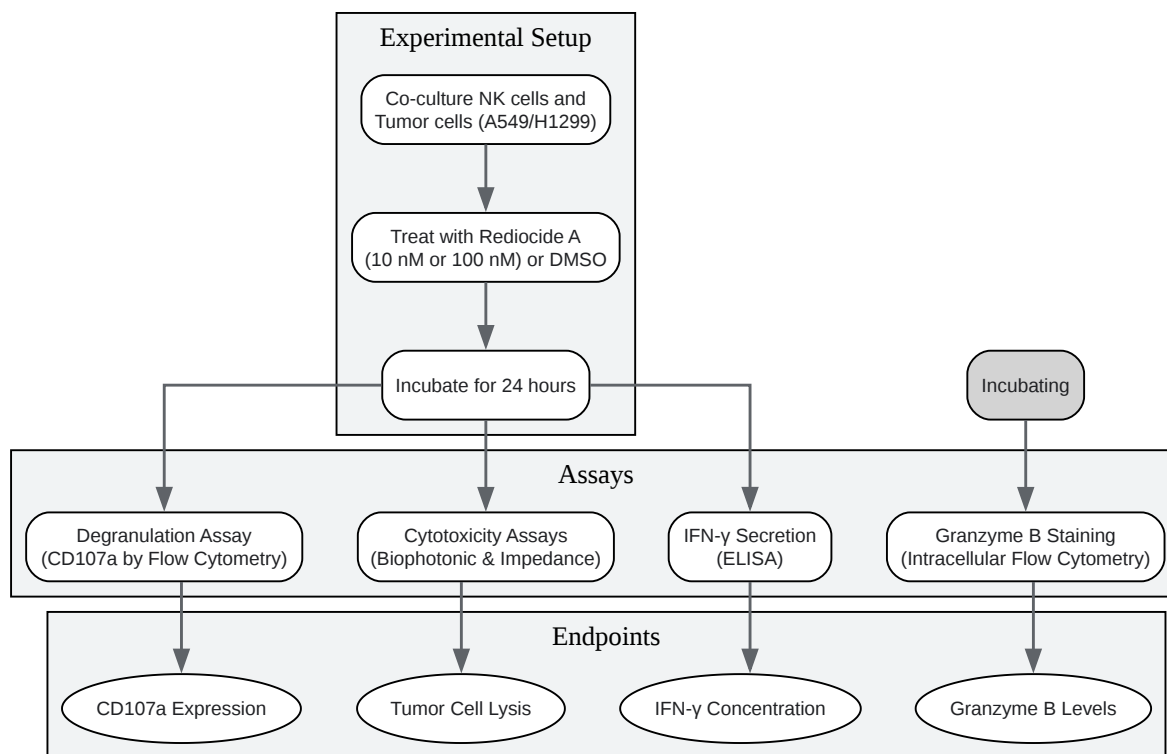 Experimental Setup
Co-culture NK cells and
Tumor cells (A549/H1299)
Treat with Rediocide A
(10 nM or 100 nM) or DMSO
Incubate for 24 hours
Incubating
Assays
Degranulation Assay
(CD107a by Flow Cytometry)
Cytotoxicity Assays
(Biophotonic & Impedance)
IFN-γ Secretion
(ELISA)
Granzyme B Staining
(Intracellular Flow Cytometry)
Endpoints
CD107a Expression
Tumor Cell Lysis
IFN-γ Concentration
Granzyme B Levels